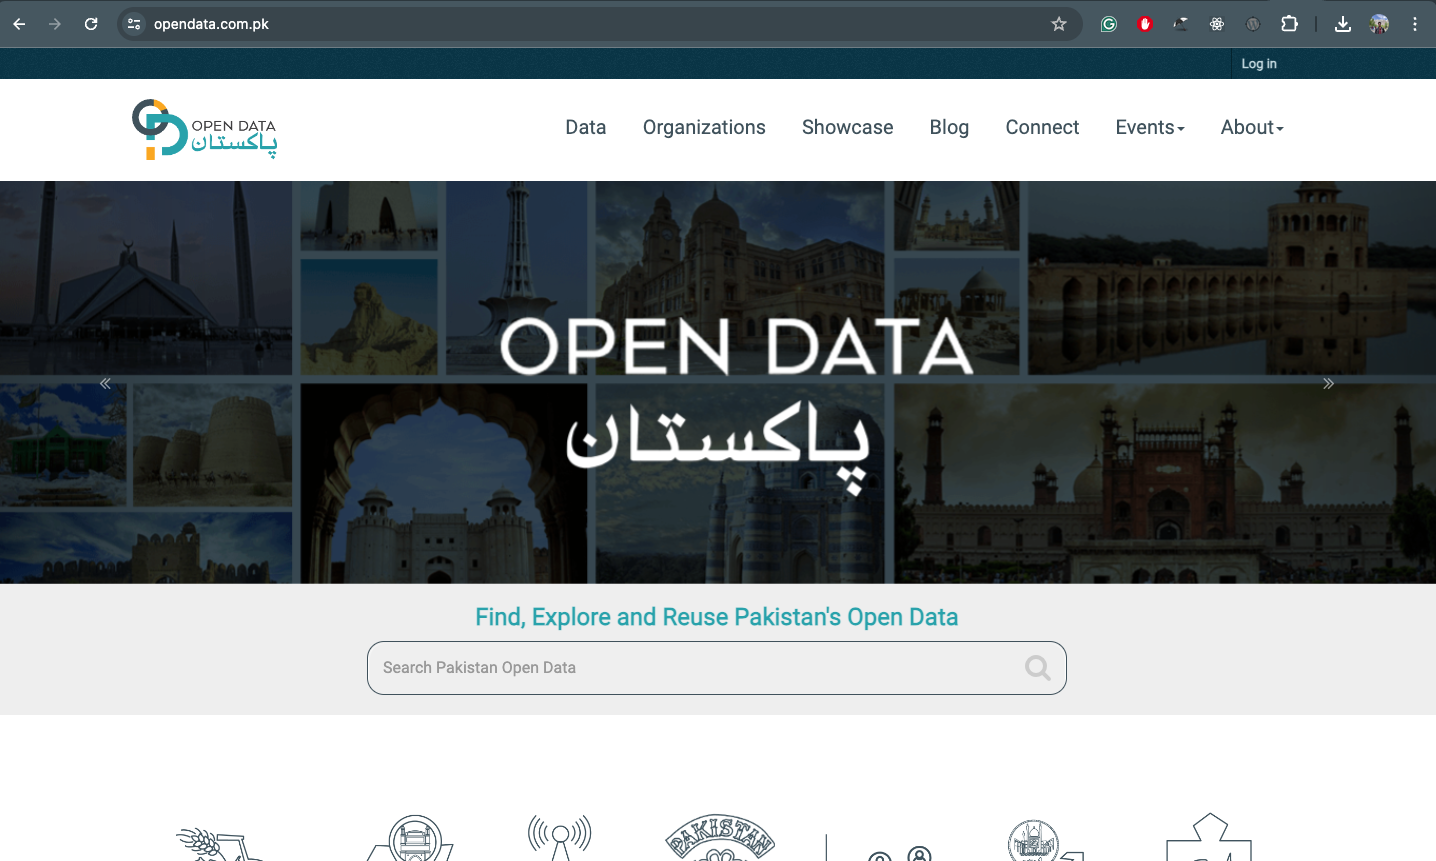 opendata.com.pk
Log in
OPEN DATA
پاکستان
Data
Organizations
Showcase
Blog
Connect
Events
About
OPEN DATA
پاکستان
Find, Explore and Reuse Pakistan's Open Data
Search Pakistan Open Data
PAKISTAN